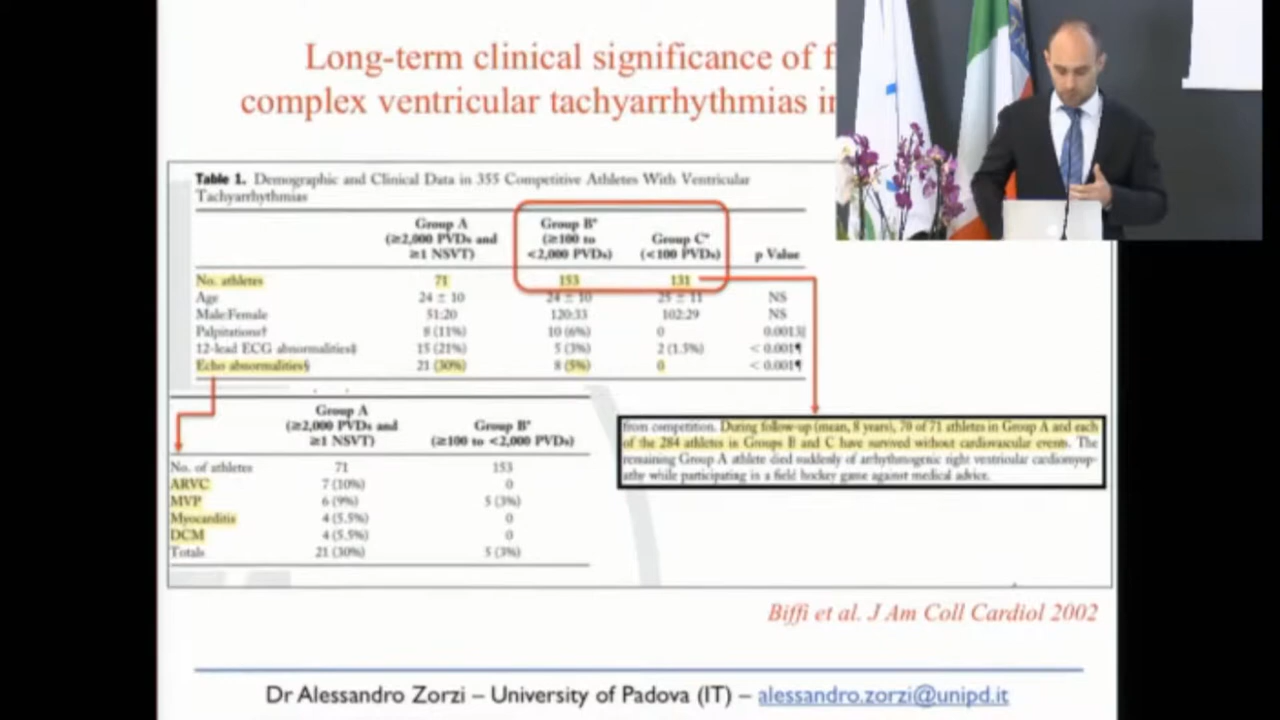 Long-term clinical significance of f
complex ventricular tachyarrhythmias in
Table 1. Demographic and Clinical Data in 355 Competitive Athletes With Ventricular
Tachyarrhythmias
Group A
(≥2,000 PVDs and
≥1 NSVT)
Group B*
(≥100 to
<2,000 PVDs)
Group C*
(<100 PVDs)
p Value
No. athletes 71 153 131
Age 24 ± 10 24 ± 10 25 ± 11 NS
Male:Female 51:20 120:33 102:29 NS
Palpitations† 8 (11%) 10 (6%) 0 0.0013
12-lead ECG abnormalities‡ 15 (21%) 5 (3%) 2 (1.5%) < 0.001¶
Echo abnormalities§ 21 (30%) 8 (5%) 0 < 0.001¶
Group A
(≥2,000 PVDs and
≥1 NSVT)
Group B*
(≥100 to <2,000 PVDs)
No. of athletes 71 153
ARVC 7 (10%) 0
MVP 6 (9%) 5 (3%)
Myocarditis 4 (5.5%) 0
DCM 4 (5.5%) 0
Totals 21 (30%) 5 (3%)
from competition. During follow-up (mean, 8 years), 70 of 71 athletes in Group A and each
of the 284 athletes in Groups B and C have survived without cardiovascular events. The
remaining Group A athlete died suddenly of arrhythmogenic right ventricular cardiomyop-
athy while participating in a field hockey game against medical advice.
Biffi et al. J Am Coll Cardiol 2002
Dr Alessandro Zorzi – University of Padova (IT) – alessandro.zorzi@unipd.it